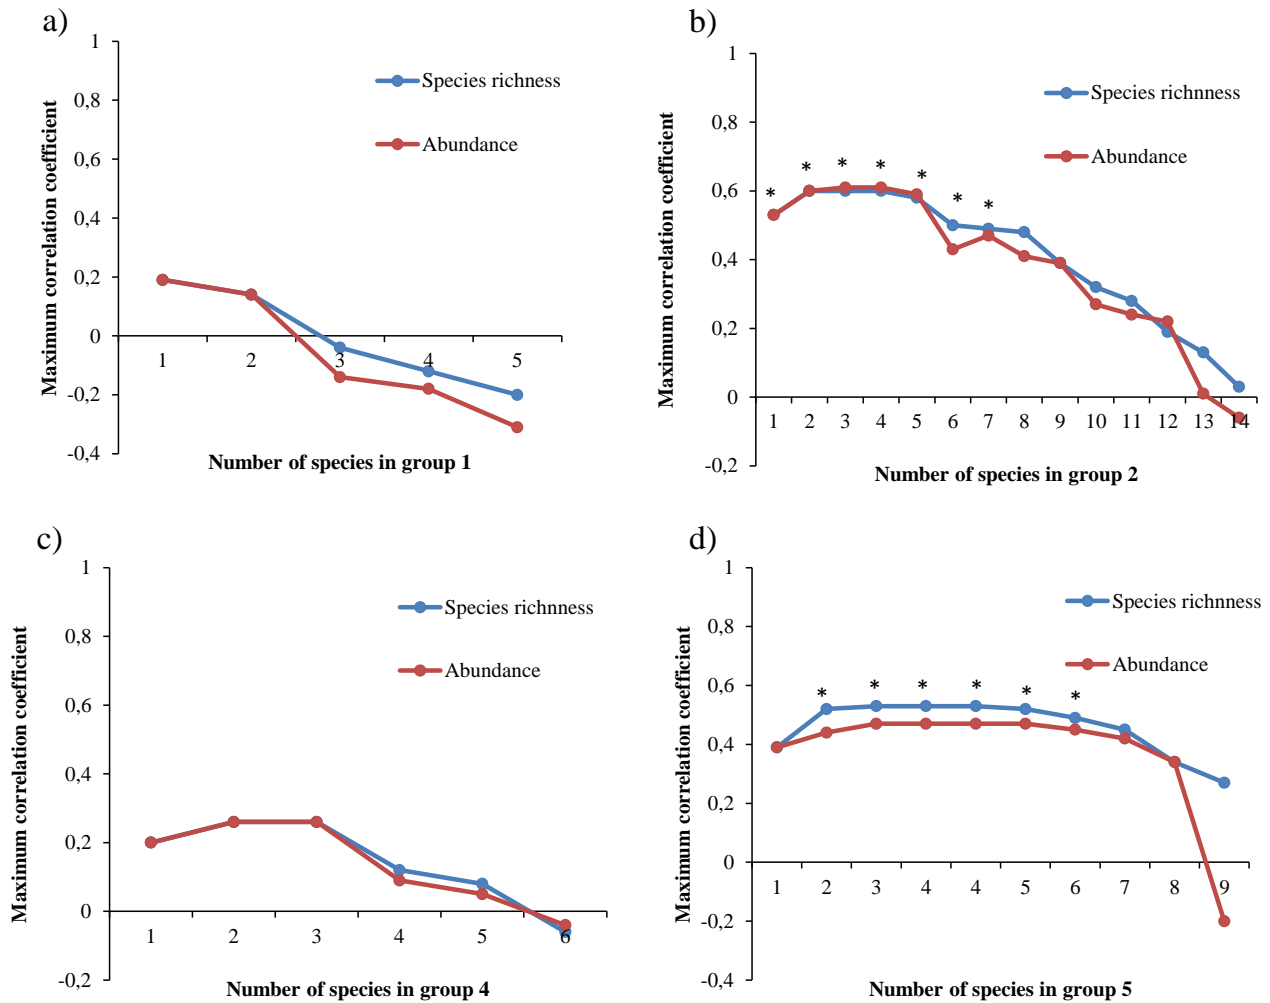 a)
1
0,8
0,6
0,4
0,2
0
-0,2
-0,4
Maximum correlation coefficient
Species richness
Abundance
1 2 3 4 5
Number of species in group 1
b)
1
0,8
0,6
0,4
0,2
0
-0,2
Maximum correlation coefficient
Species richnness
Abundance
* * * * * * *
1 2 3 4 5 6 7 8 9 10 11 12 13 14
Number of species in group 2
c)
1
0,8
0,6
0,4
0,2
0
-0,2
Maximum correlation coefficient
Species richnness
Abundance
1 2 3 4 5 6
Number of species in group 4
d)
1
0,8
0,6
0,4
0,2
0
-0,2
-0,4
Maximum correlation coefficient
Species richnness
Abundance
* * * * * *
1 2 3 4 4 5 6 7 8 9
Number of species in group 5